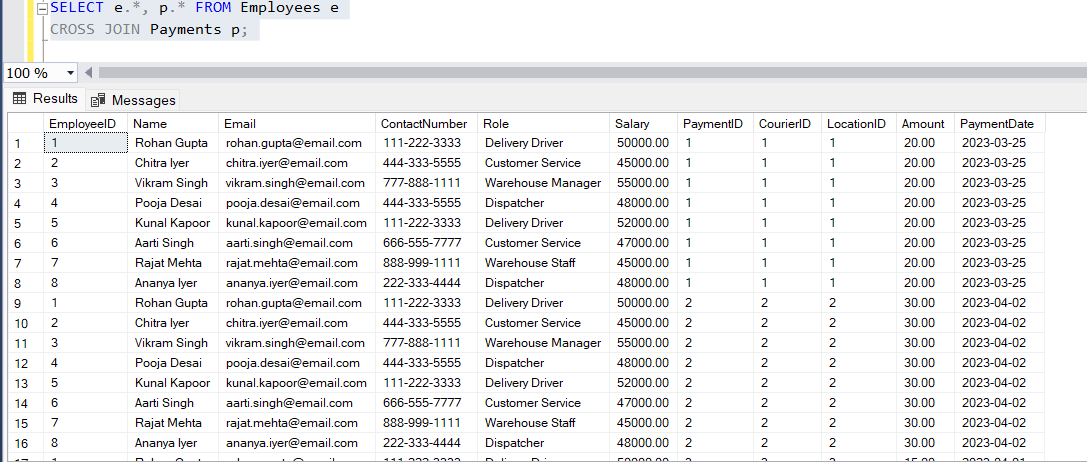 SELECT e.*, p.* FROM Employees e
CROSS JOIN Payments p;
100 %
Results Messages
EmployeeID Name Email ContactNumber Role Salary PaymentID CourierID LocationID Amount PaymentDate
1 1 Rohan Gupta rohan.gupta@email.com 111-222-3333 Delivery Driver 50000.00 1 1 1 20.00 2023-03-25
2 2 Chitra Iyer chitra.iyer@email.com 444-333-5555 Customer Service 45000.00 1 1 1 20.00 2023-03-25
3 3 Vikram Singh vikram.singh@email.com 777-888-1111 Warehouse Manager 55000.00 1 1 1 20.00 2023-03-25
4 4 Pooja Desai pooja.desai@email.com 444-333-5555 Dispatcher 48000.00 1 1 1 20.00 2023-03-25
5 5 Kunal Kapoor kunal.kapoor@email.com 111-222-3333 Delivery Driver 52000.00 1 1 1 20.00 2023-03-25
6 6 Aarti Singh aarti.singh@email.com 666-555-7777 Customer Service 47000.00 1 1 1 20.00 2023-03-25
7 7 Rajat Mehta rajat.mehta@email.com 888-999-1111 Warehouse Staff 45000.00 1 1 1 20.00 2023-03-25
8 8 Ananya Iyer ananya.iyer@email.com 222-333-4444 Dispatcher 48000.00 1 1 1 20.00 2023-03-25
9 1 Rohan Gupta rohan.gupta@email.com 111-222-3333 Delivery Driver 50000.00 2 2 2 30.00 2023-04-02
10 2 Chitra Iyer chitra.iyer@email.com 444-333-5555 Customer Service 45000.00 2 2 2 30.00 2023-04-02
11 3 Vikram Singh vikram.singh@email.com 777-888-1111 Warehouse Manager 55000.00 2 2 2 30.00 2023-04-02
12 4 Pooja Desai pooja.desai@email.com 444-333-5555 Dispatcher 48000.00 2 2 2 30.00 2023-04-02
13 5 Kunal Kapoor kunal.kapoor@email.com 111-222-3333 Delivery Driver 52000.00 2 2 2 30.00 2023-04-02
14 6 Aarti Singh aarti.singh@email.com 666-555-7777 Customer Service 47000.00 2 2 2 30.00 2023-04-02
15 7 Rajat Mehta rajat.mehta@email.com 888-999-1111 Warehouse Staff 45000.00 2 2 2 30.00 2023-04-02
16 8 Ananya Iyer ananya.iyer@email.com 222-333-4444 Dispatcher 48000.00 2 2 2 30.00 2023-04-02